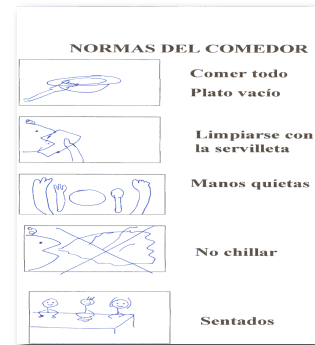 NORMAS DEL COMEDOR
Comer todo
Plato vacío
Limpiarse con
la servilleta
Manos quietas
No chillar
Sentados